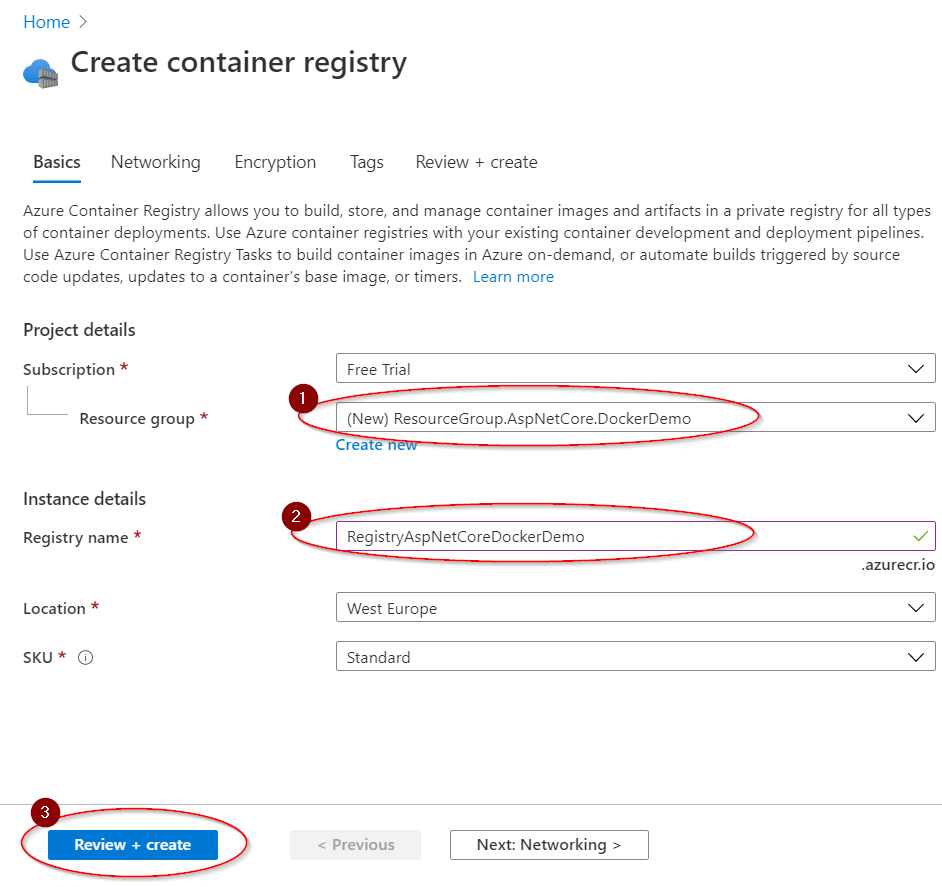 Home >
Create container registry
Basics Networking Encryption Tags Review + create
Azure Container Registry allows you to build, store, and manage container images and artifacts in a private registry for all types
of container deployments. Use Azure container registries with your existing container development and deployment pipelines.
Use Azure Container Registry Tasks to build container images in Azure on-demand, or automate builds triggered by source
code updates, updates to a container's base image, or timers. Learn more
Project details
Subscription * Free Trial
1
Resource group * (New) ResourceGroup.AspNetCore.DockerDemo
Create new
Instance details
2
Registry name * RegistryAspNetCoreDockerDemo
.azurecr.io
Location * West Europe
SKU * Standard
3
Review + create < Previous Next: Networking >